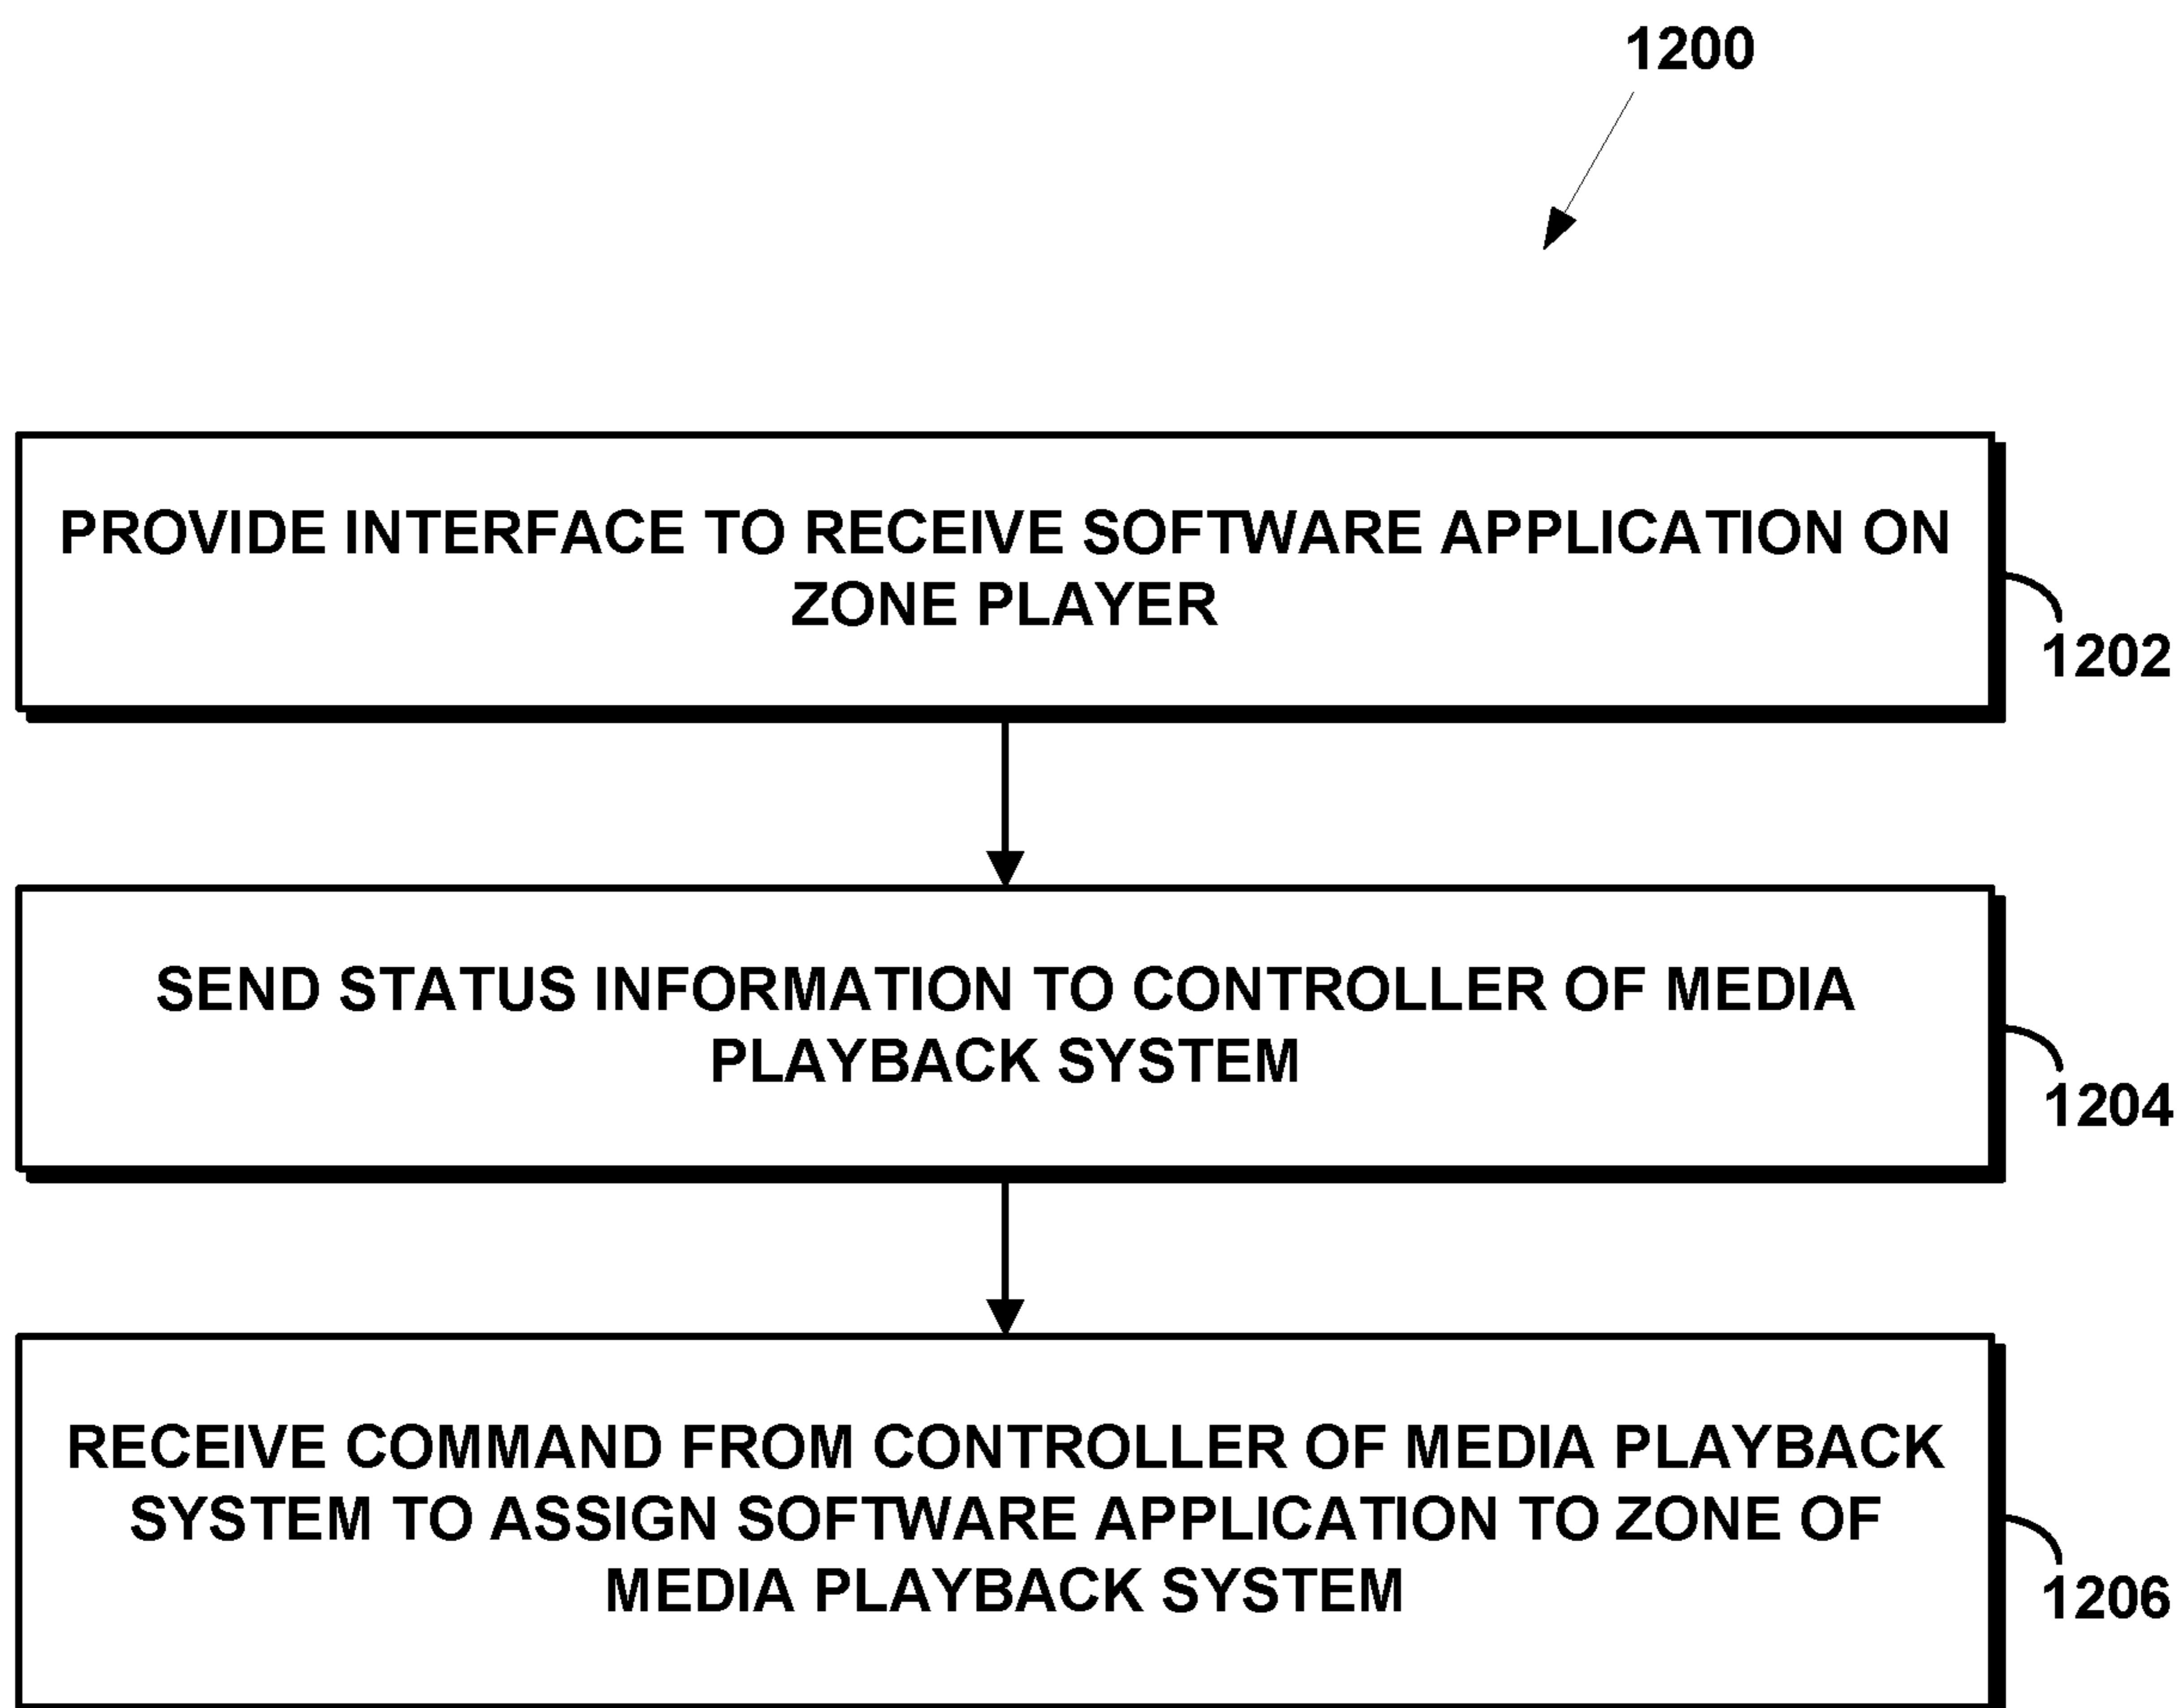 1200
PROVIDE INTERFACE TO RECEIVE SOFTWARE APPLICATION ON
ZONE PLAYER
1202
SEND STATUS INFORMATION TO CONTROLLER OF MEDIA
PLAYBACK SYSTEM
1204
RECEIVE COMMAND FROM CONTROLLER OF MEDIA PLAYBACK
SYSTEM TO ASSIGN SOFTWARE APPLICATION TO ZONE OF
MEDIA PLAYBACK SYSTEM
1206